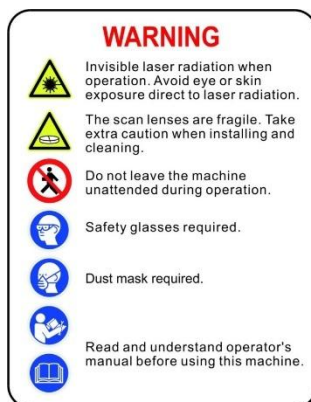 WARNING
Invisible laser radiation when
operation. Avoid eye or skin
exposure direct to laser radiation.
The scan lenses are fragile. Take
extra caution when installing and
cleaning.
Do not leave the machine
unattended during operation.
Safety glasses required.
Dust mask required.
Read and understand operator's
manual before using this machine.